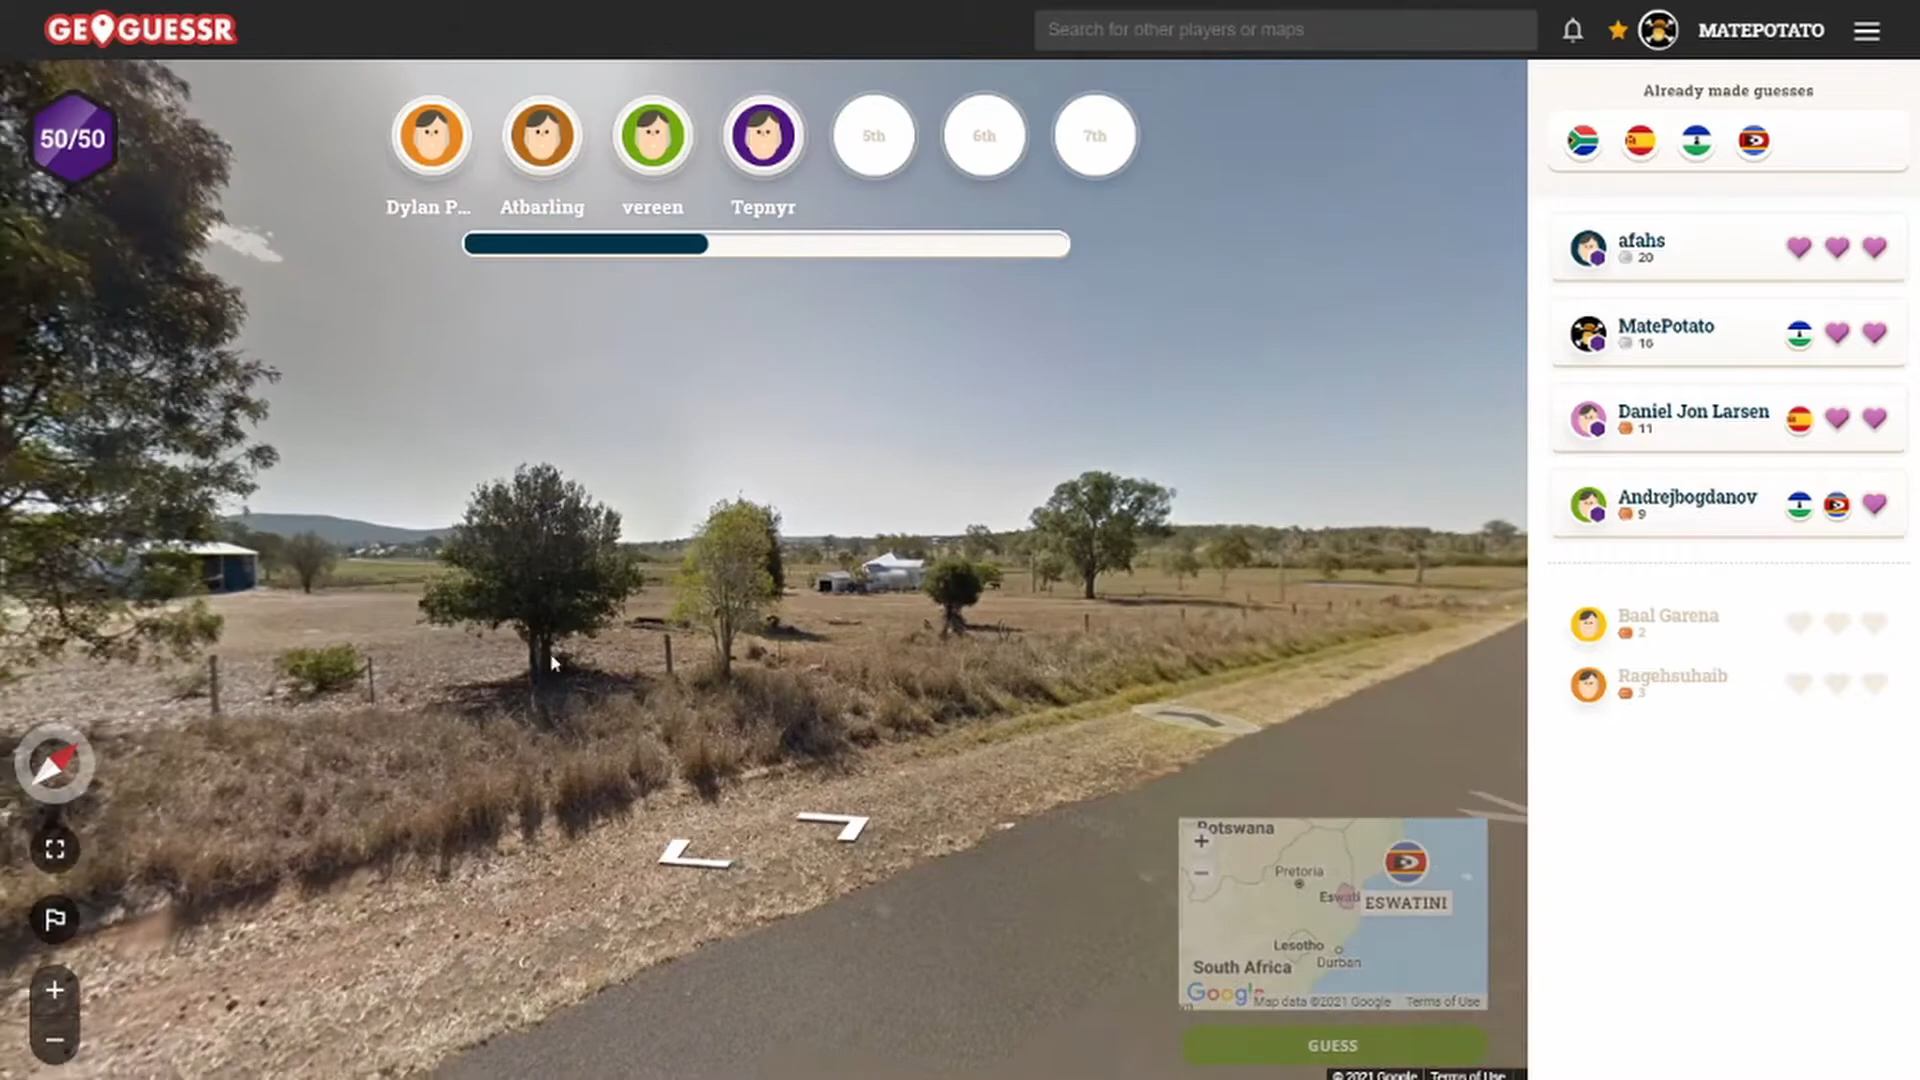 GEOGUESSR
Search for other players or maps
MATEPOTATO
50/50
5th
6th
7th
Dylan P...
Atbarling
vereen
Tepnyr
Already made guesses
afahs
20
MatePotato
16
Daniel Jon Larsen
11
Andrejbogdanov
9
Baal Garena
2
Ragehsuhaib
3
Botswana
Pretoria
Eswati
ESWATINI
Lesotho
Durban
South Africa
Google
Map data ©2021 Google
Terms of Use
GUESS
© 2021 Google
Terms of Use